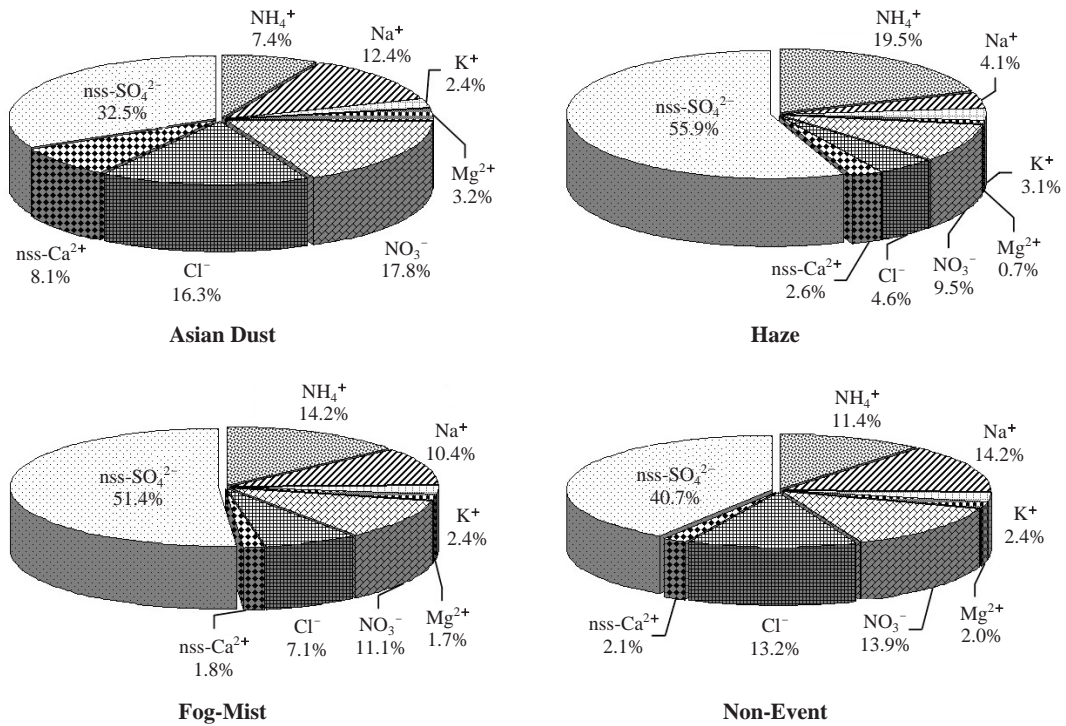 NH₄⁺
7.4%
Na⁺
12.4%
K⁺
2.4%
Mg²⁺
3.2%
NO₃⁻
17.8%
Cl⁻
16.3%
nss-Ca²⁺
8.1%
nss-SO₄²⁻
32.5%
Asian Dust
NH₄⁺
19.5%
Na⁺
4.1%
K⁺
3.1%
Mg²⁺
0.7%
NO₃⁻
9.5%
Cl⁻
4.6%
nss-Ca²⁺
2.6%
nss-SO₄²⁻
55.9%
Haze
NH₄⁺
14.2%
Na⁺
10.4%
K⁺
2.4%
Mg²⁺
1.7%
NO₃⁻
11.1%
Cl⁻
7.1%
nss-Ca²⁺
1.8%
nss-SO₄²⁻
51.4%
Fog-Mist
NH₄⁺
11.4%
Na⁺
14.2%
K⁺
2.4%
Mg²⁺
2.0%
NO₃⁻
13.9%
Cl⁻
13.2%
nss-Ca²⁺
2.1%
nss-SO₄²⁻
40.7%
Non-Event